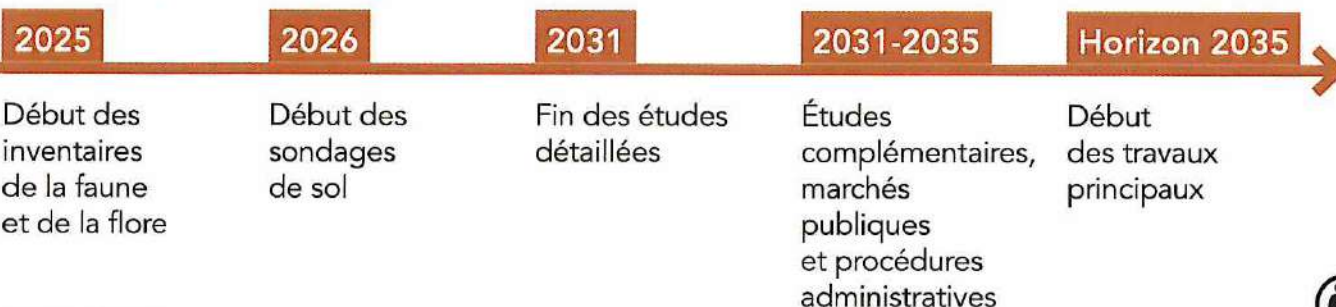 2025
Début des
inventaires
de la faune
et de la flore
2026
Début des
sondages
de sol
2031
Fin des études
détaillées
2031-2035
Études
complémentaires,
marchés
publiques
et procédures
administratives
Horizon 2035
Début
des travaux
principaux